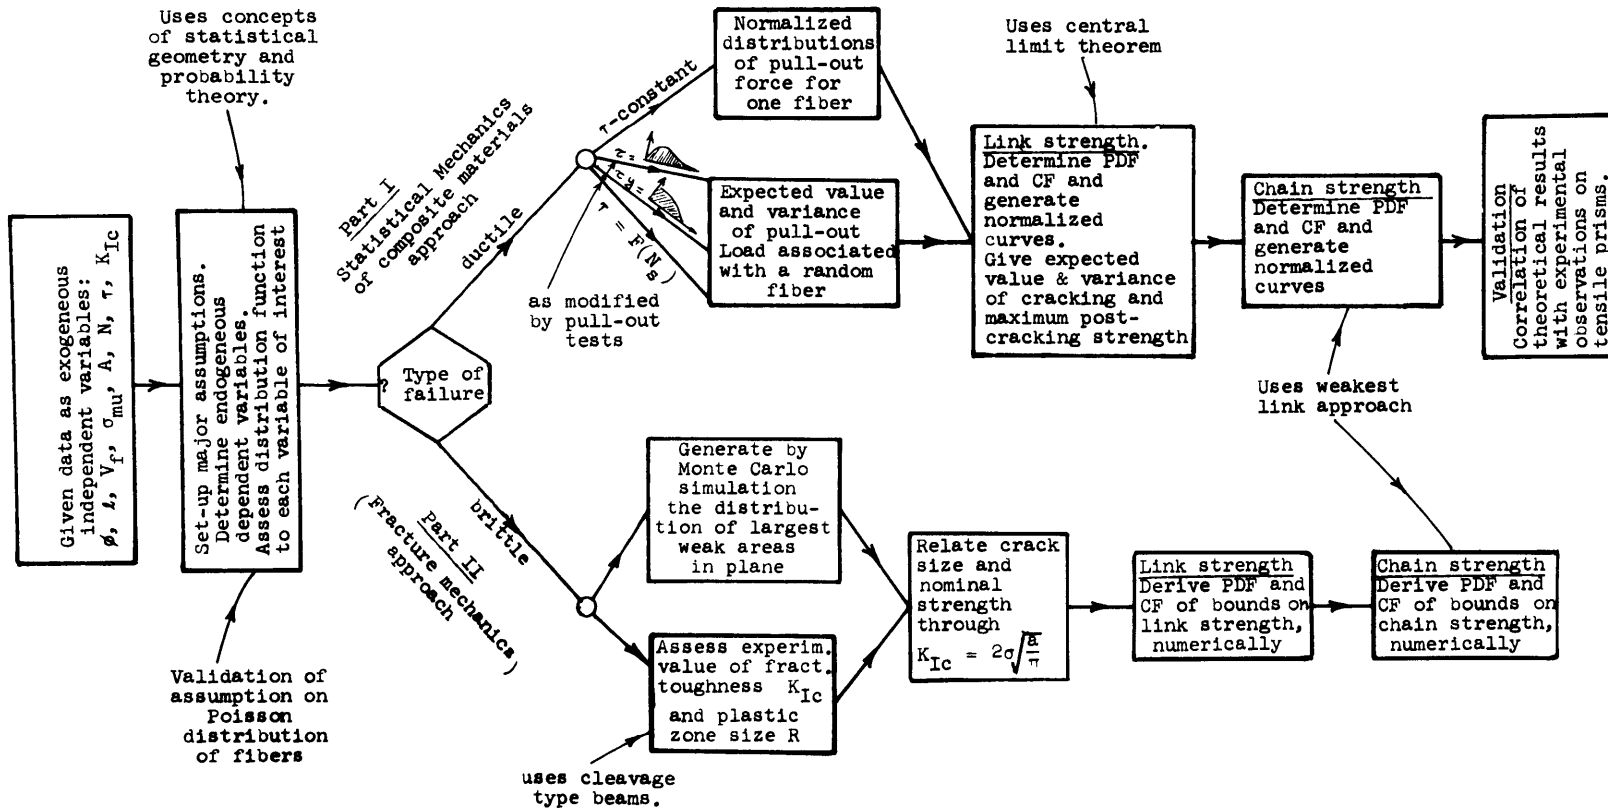 Uses concepts
of statistical
geometry and
probability
theory.
Given data as exogeneous
independent variables:
ø, ℓ, V_f, σ_mu, A, N, τ, K_Ic
Set-up major assumptions.
Determine endogeneous
dependent variables.
Assess distribution function
to each variable of interest
Validation of
assumption on
Poisson
distribution
of fibers
?
Type of
failure
Part I
Statistical Mechanics
of composite materials
approach
ductile
τ-constant
τ=
τ=
τ = F(N_s)
as modified
by pull-out
tests
Normalized
distributions
of pull-out
force for
one fiber
Expected value
and variance
of pull-out
Load associated
with a random
fiber
Uses central
limit theorem
Link strength.
Determine PDF
and CF and
generate
normalized
curves.
Give expected
value & variance
of cracking and
maximum post-
cracking strength
Chain strength
Determine PDF
and CF and
generate
normalized
curves
Validation
Correlation of
theoretical results
with experimental
observations on
tensile prisms.
Uses weakest
link approach
brittle
Part II
(Fracture mechanics)
approach
Generate by
Monte Carlo
simulation
the distribu-
tion of largest
weak areas
in plane
Assess experim.
value of fract.
toughness K_Ic
and plastic
zone size R
uses cleavage
type beams.
Relate crack
size and
nominal
strength
through
K_Ic = 2σ√(a/π)
Link strength
Derive PDF and
CF of bounds on
link strength,
numerically
Chain strength
Derive PDF and
CF of bounds on
chain strength,
numerically